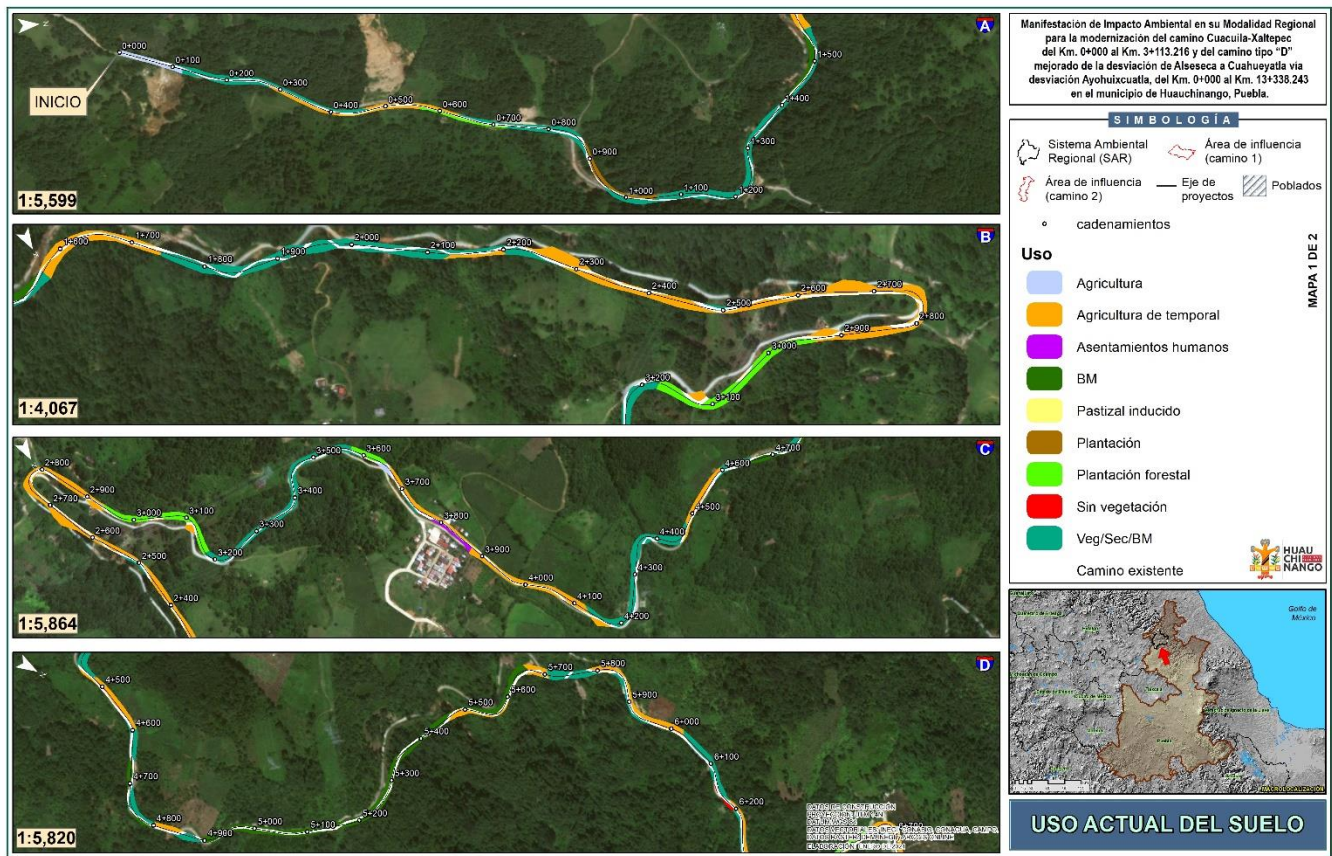 A
0+000
0+100
0+200
0+300
0+400
0+500
0+600
0+700
0+800
0+900
1+000
1+100
1+200
1+300
1+400
1+500
INICIO
1:5,599
B
1+600
1+700
1+800
1+900
2+000
2+100
2+200
2+300
2+400
2+500
2+600
2+700
2+800
2+900
3+000
3+100
3+200
1:4,067
C
2+400
2+500
2+600
2+700
2+800
2+900
3+000
3+100
3+200
3+300
3+400
3+500
3+600
3+700
3+800
3+900
4+000
4+100
4+200
4+300
4+400
4+500
4+600
4+700
1:5,864
D
4+500
4+600
4+700
4+800
4+900
5+000
5+100
5+200
5+300
5+400
5+500
5+600
5+700
5+800
5+900
6+000
6+100
6+200
1:5,820
Manifestación de Impacto Ambiental en su Modalidad Regional
para la modernización del camino Cuacuila-Xaltepec
del Km. 0+000 al Km. 3+113.216 y del camino tipo “D”
mejorado de la desviación de Alseseca a Cuahueyatla vía
desviación Ayohuixcuatla, del Km. 0+000 al Km. 13+338.243
en el municipio de Huauchinango, Puebla.
SIMBOLOGÍA
Sistema Ambiental
Regional (SAR)
Área de influencia
(camino 1)
Área de influencia
(camino 2)
Eje de
proyectos
Poblados
cadenamientos
Uso
Agricultura
Agricultura de temporal
Asentamientos humanos
BM
Pastizal inducido
Plantación
Plantación forestal
Sin vegetación
Veg/Sec/BM
Camino existente
MAPA 1 DE 2
HUAU
CHI
NANGO
Golfo de
México
MACROLOCALIZACIÓN
USO ACTUAL DEL SUELO